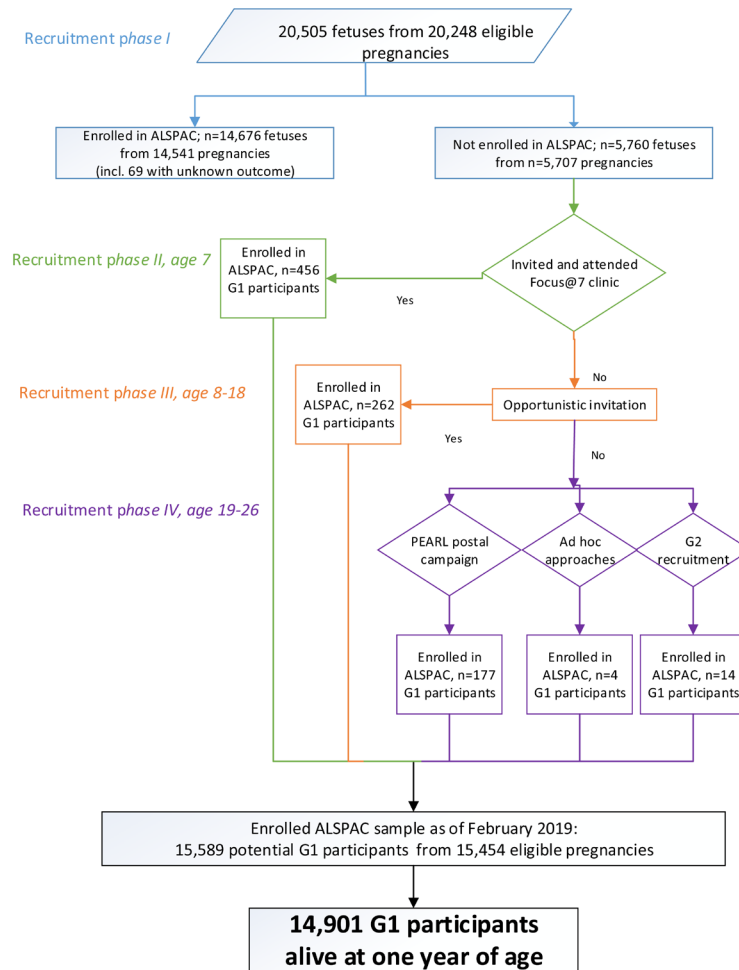 Recruitment phase I
20,505 fetuses from 20,248 eligible
pregnancies
Enrolled in ALSPAC; n=14,676 fetuses
from 14,541 pregnancies
(incl. 69 with unknown outcome)
Not enrolled in ALSPAC; n=5,760 fetuses
from n=5,707 pregnancies
Recruitment phase II, age 7
Enrolled in
ALSPAC, n=456
G1 participants
Yes
Invited and attended
Focus@7 clinic
No
Recruitment phase III, age 8-18
Enrolled in
ALSPAC, n=262
G1 participants
Yes
Opportunistic invitation
No
Recruitment phase IV, age 19-26
PEARL postal
campaign
Ad hoc
approaches
G2
recruitment
Enrolled in
ALSPAC, n=177
G1 participants
Enrolled in
ALSPAC, n=4
G1 participants
Enrolled in
ALSPAC, n=14
G1 participants
Enrolled ALSPAC sample as of February 2019:
15,589 potential G1 participants from 15,454 eligible pregnancies
14,901 G1 participants
alive at one year of age